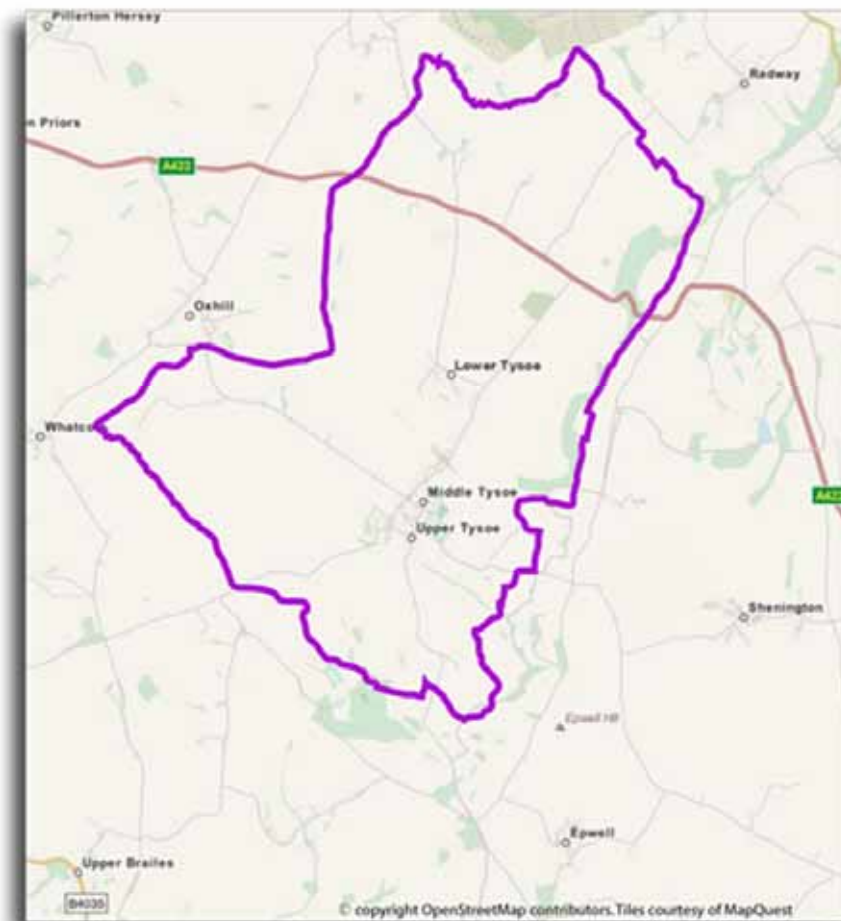 Pillerton Hersey
Radway
n Priors
A422
Oxhill
Lower Tysoe
Whatco
Middle Tysoe
Upper Tysoe
A422
Shenington
Epwell Hill
Epwell
Upper Brailes
B4035
© copyright OpenStreetMap contributors.Tiles courtesy of MapQuest